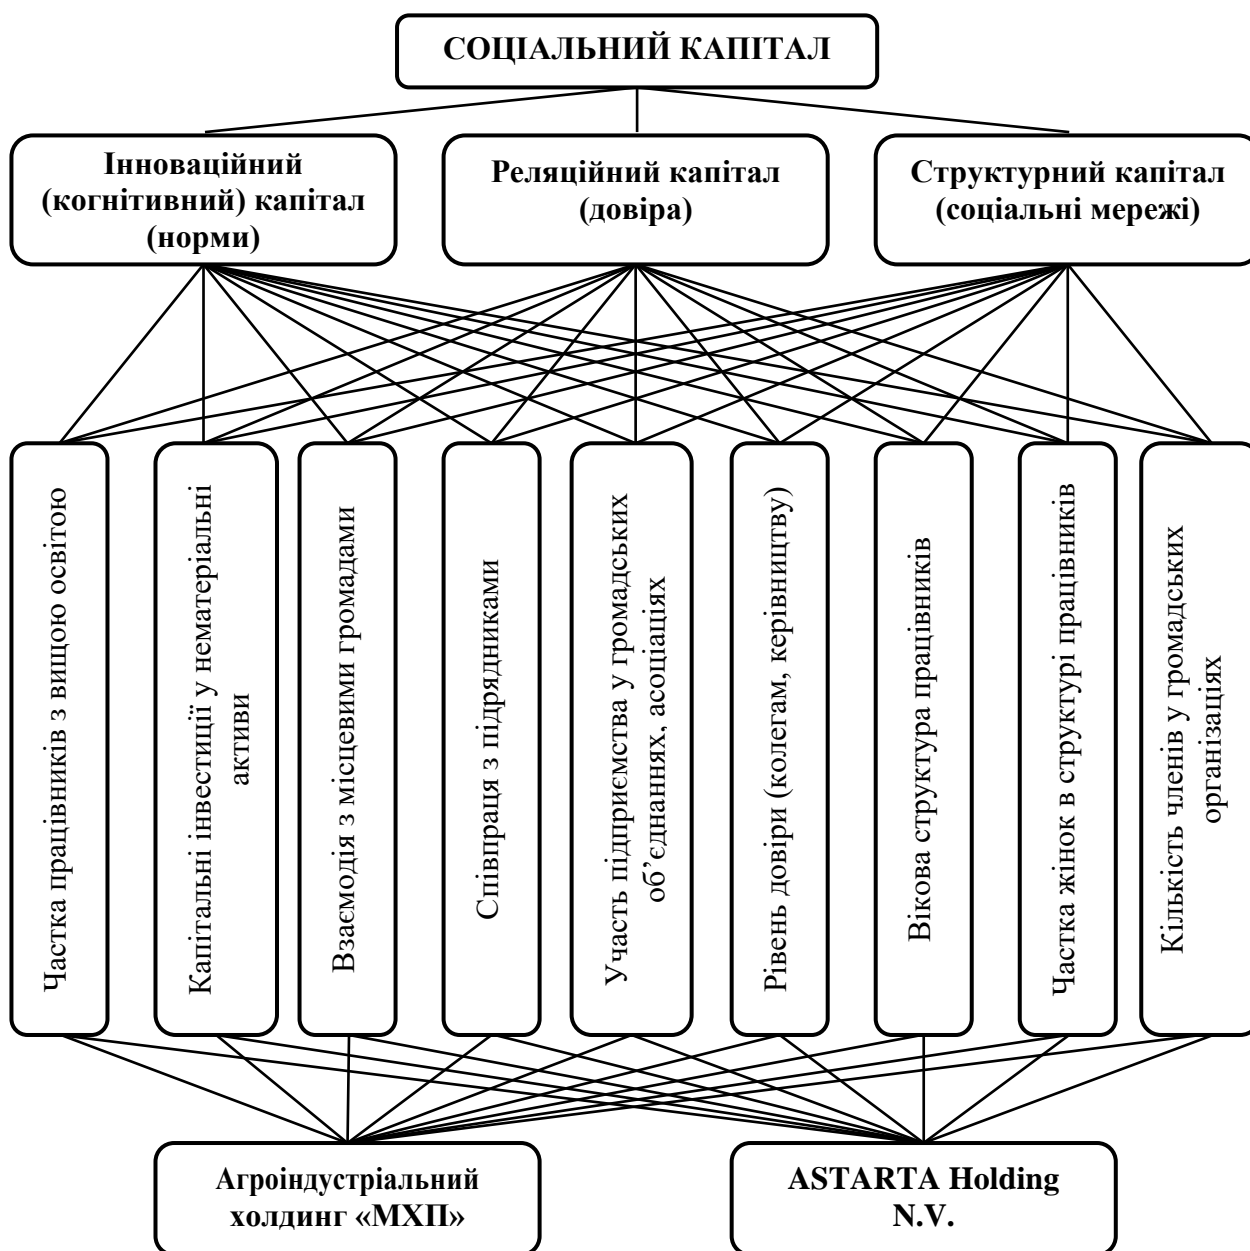 СОЦІАЛЬНИЙ КАПІТАЛ
Інноваційний
(когнітивний) капітал
(норми)
Реляційний капітал
(довіра)
Структурний капітал
(соціальні мережі)
Частка працівників з вищою освітою
Капітальні інвестиції у нематеріальні
активи
Взаємодія з місцевими громадами
Співпраця з підрядниками
Участь підприємства у громадських
об’єднаннях, асоціаціях
Рівень довіри (колегам, керівництву)
Вікова структура працівників
Частка жінок в структурі працівників
Кількість членів у громадських
організаціях
Агроіндустріальний
холдинг «МХП»
ASTARTA Holding
N.V.